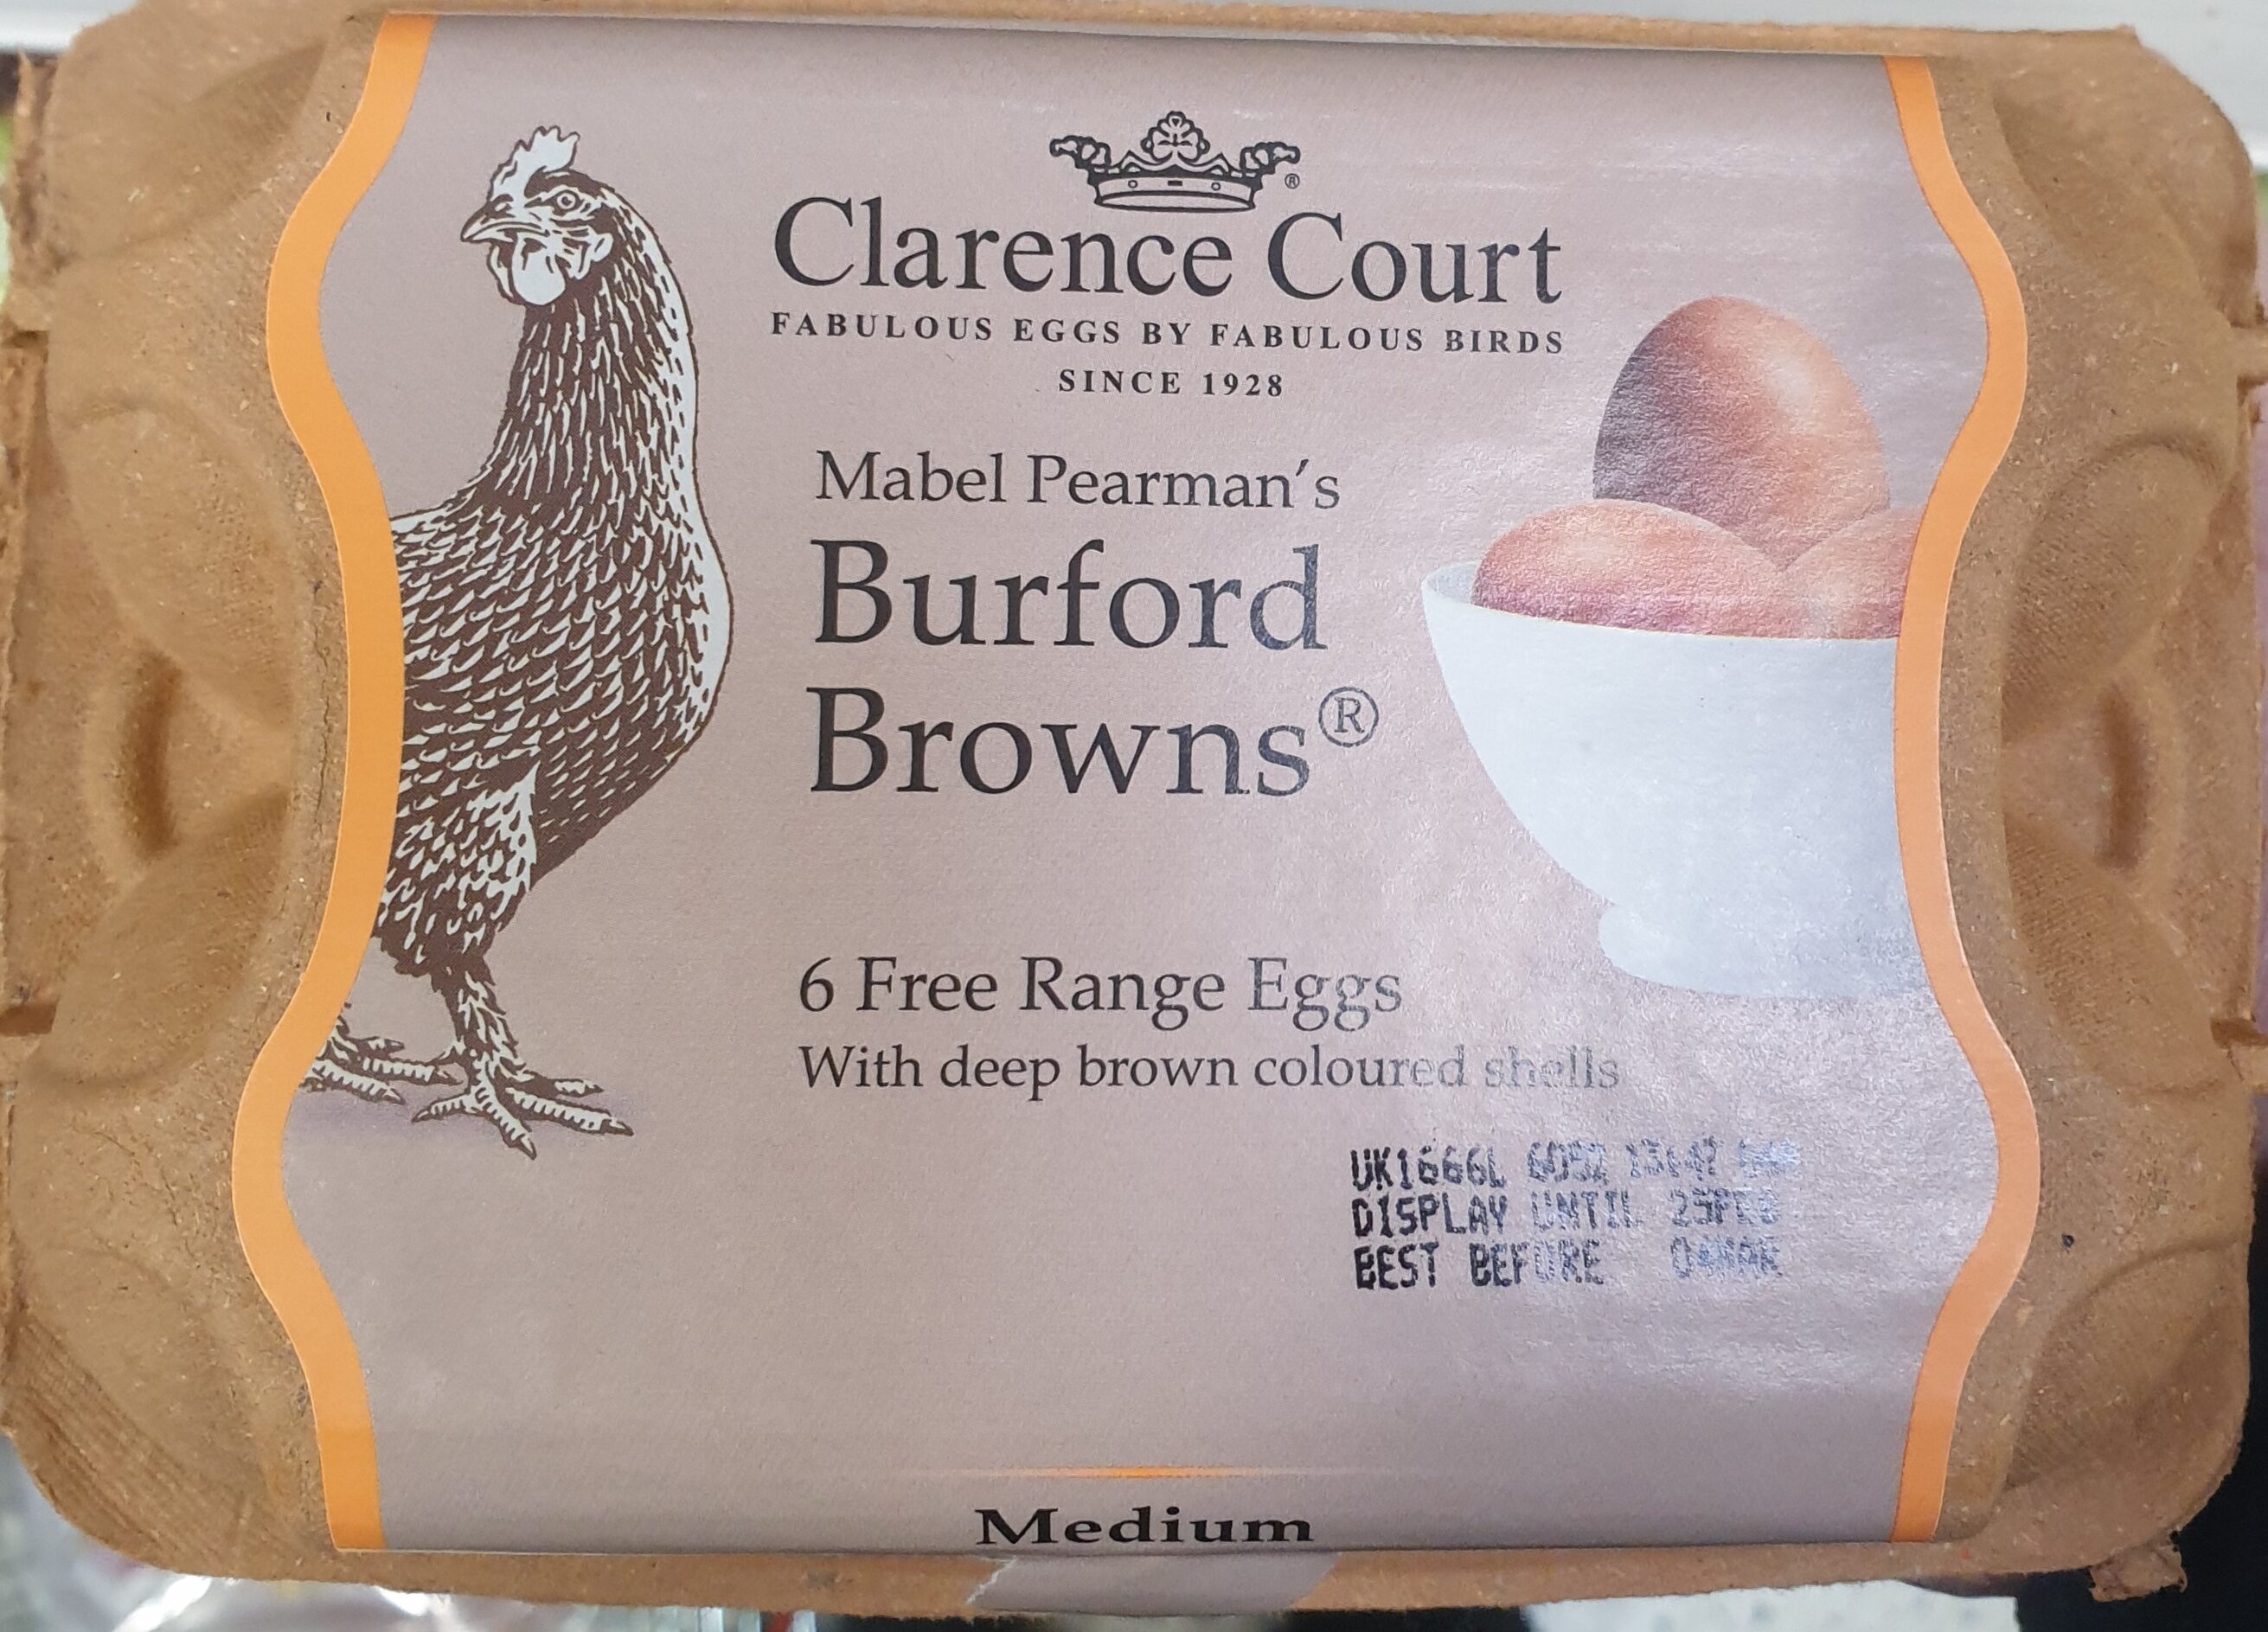 ®
Clarence Court
FABULOUS EGGS BY FABULOUS BIRDS
SINCE 1928
Mabel Pearman's
Burford
Browns®
6 Free Range Eggs
With deep brown coloured shells
UK1666L
DISPLAY UNTIL 25FEB
BEST BEFORE 04MAR
Medium